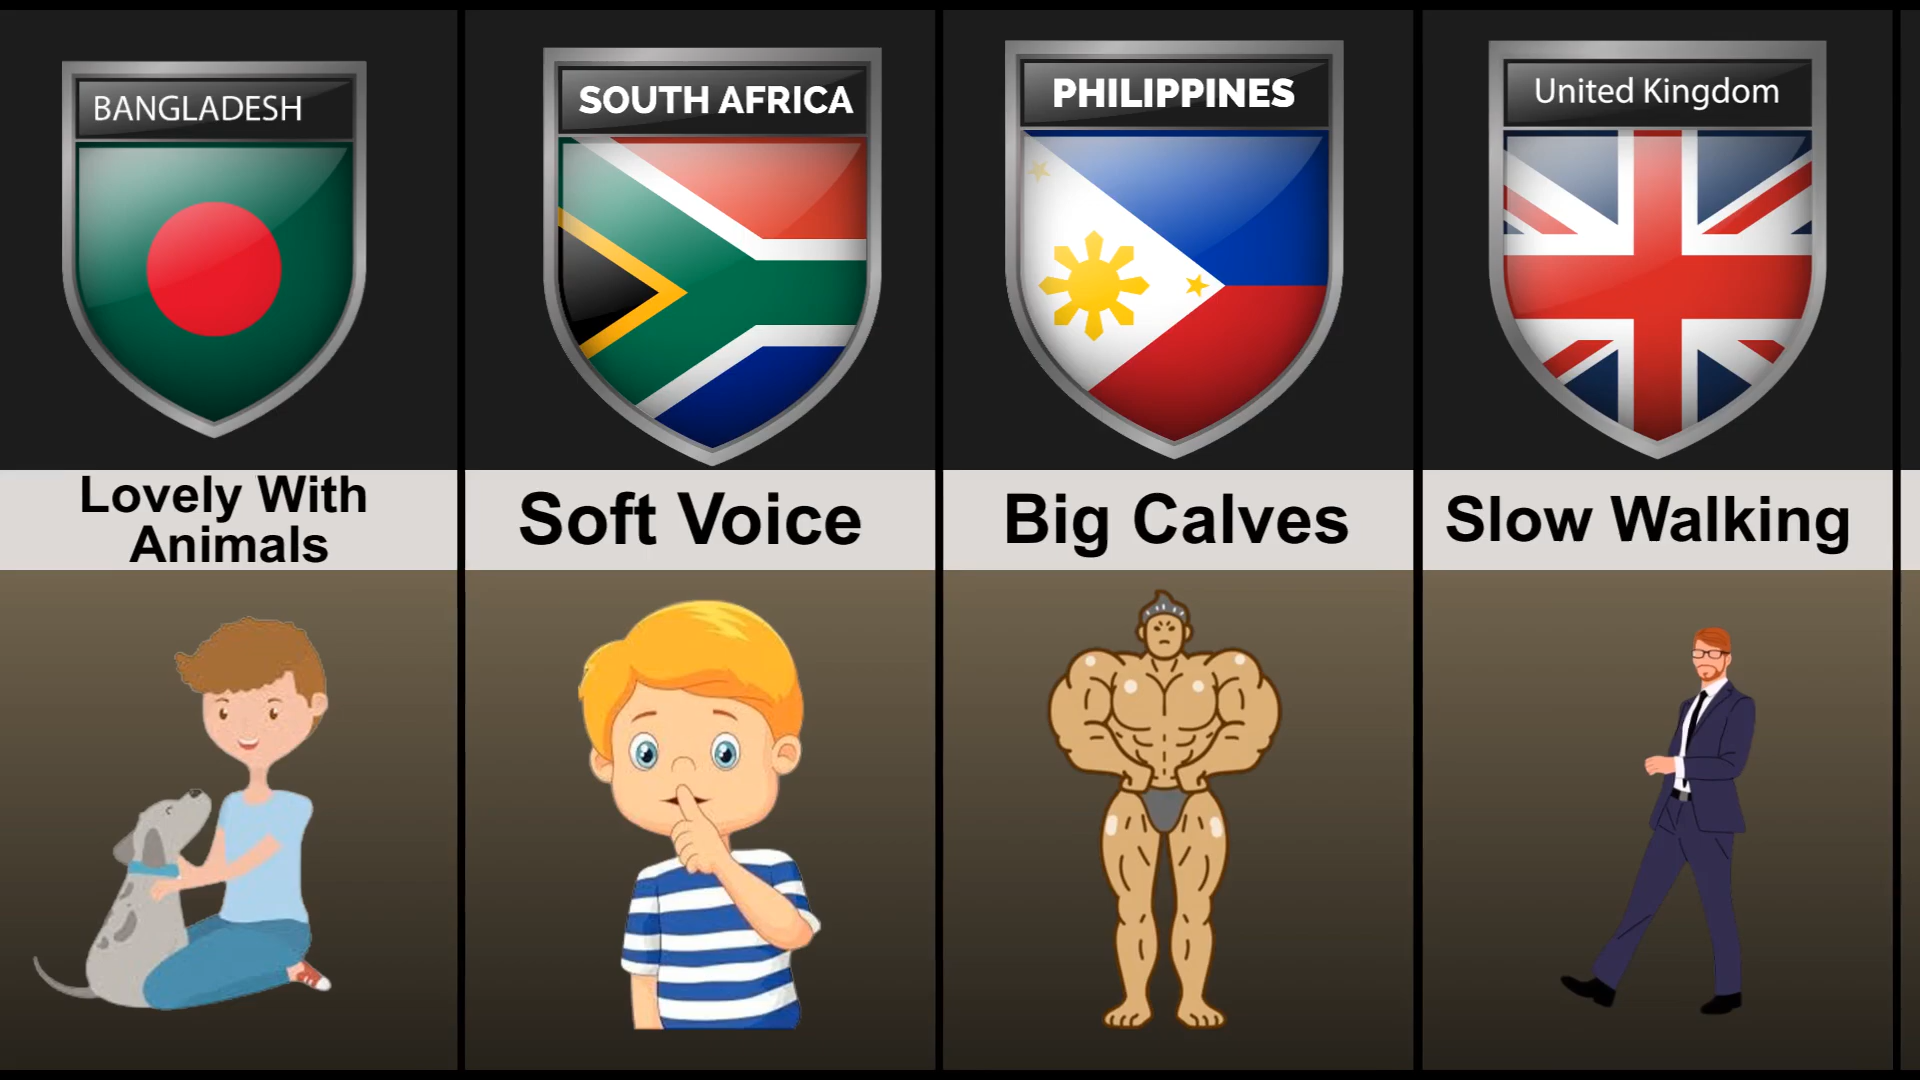 BANGLADESH
SOUTH AFRICA
PHILIPPINES
United Kingdom
Lovely With
Animals
Soft Voice
Big Calves
Slow Walking